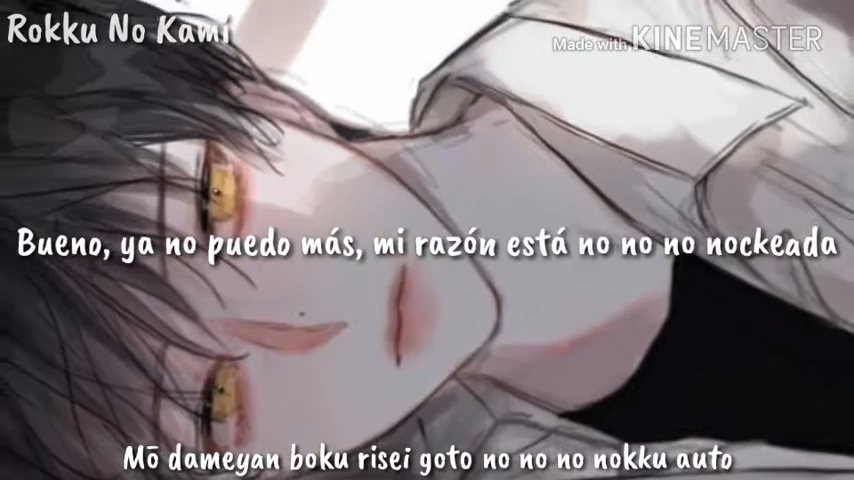 Rokku No Kami
Made with KINEMASTER
Bueno, ya no puedo más, mi razón está no no no nockeada
Mō dameyan boku risei goto no no no nokku auto